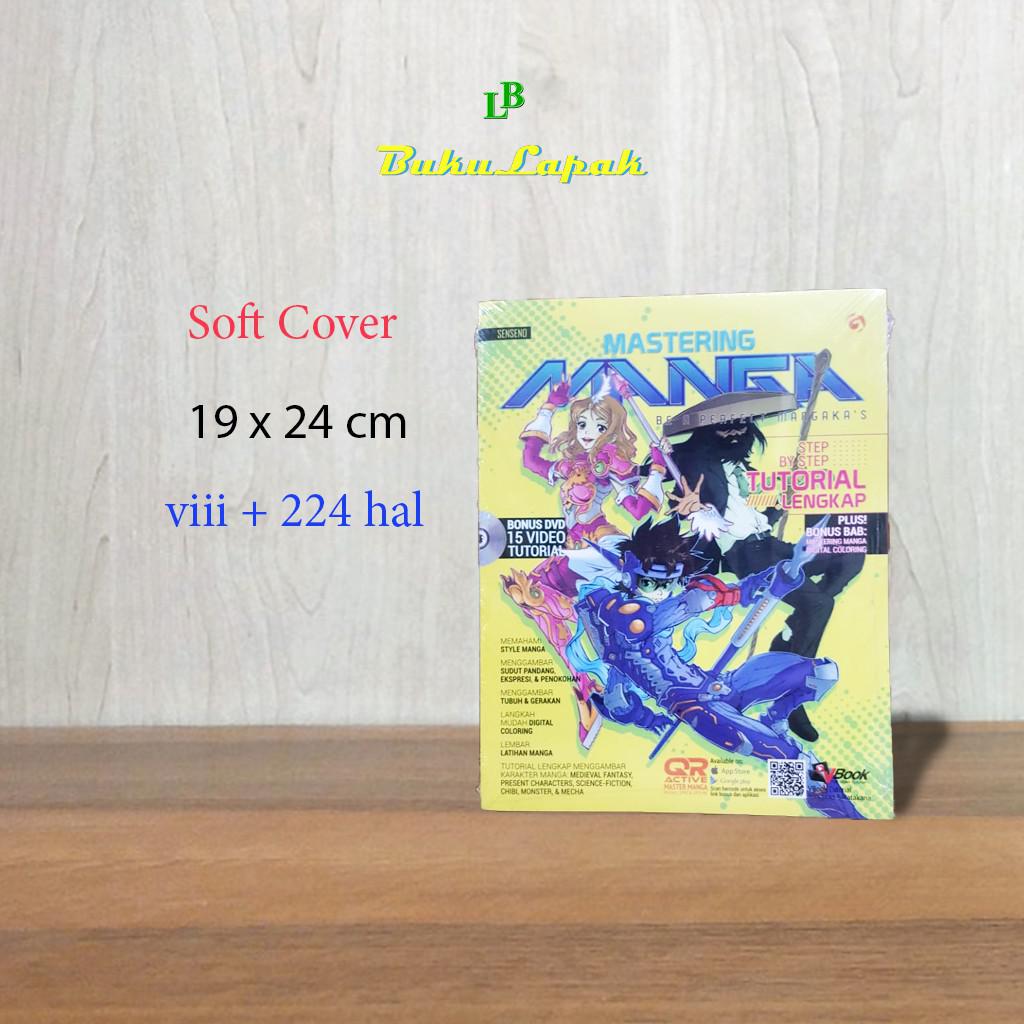 LB
Buku Lapak
Soft Cover
19 x 24 cm
viii + 224 hal
SENSENO
MASTERING
MANGA
BE A PERFECT MANGAKA'S
STEP
BY STEP
TUTORIAL
LENGKAP
BONUS DVD
15 VIDEO
TUTORIAL
PLUS!
BONUS BAB:
MASTERING MANGA
DIGITAL COLORING
MEMAHAMI
STYLE MANGA
MENGGAMBAR
SUDUT PANDANG,
EKSPRESI, & PENOKOHAN
MENGGAMBAR
TUBUH & GERAKAN
LANGKAH
MUDAH DIGITAL
COLORING
LEMBAR
LATIHAN MANGA
TUTORIAL LENGKAP MENGGAMBAR
KARAKTER MANGA: MEDIEVAL FANTASY,
PRESENT CHARACTERS, SCIENCE-FICTION,
CHIBI, MONSTER, & MECHA
QR
ACTIVE
MASTER MANGA
Available on:
App Store
Google play
Scan barcode untuk akses
link bonus dan aplikasi
Book